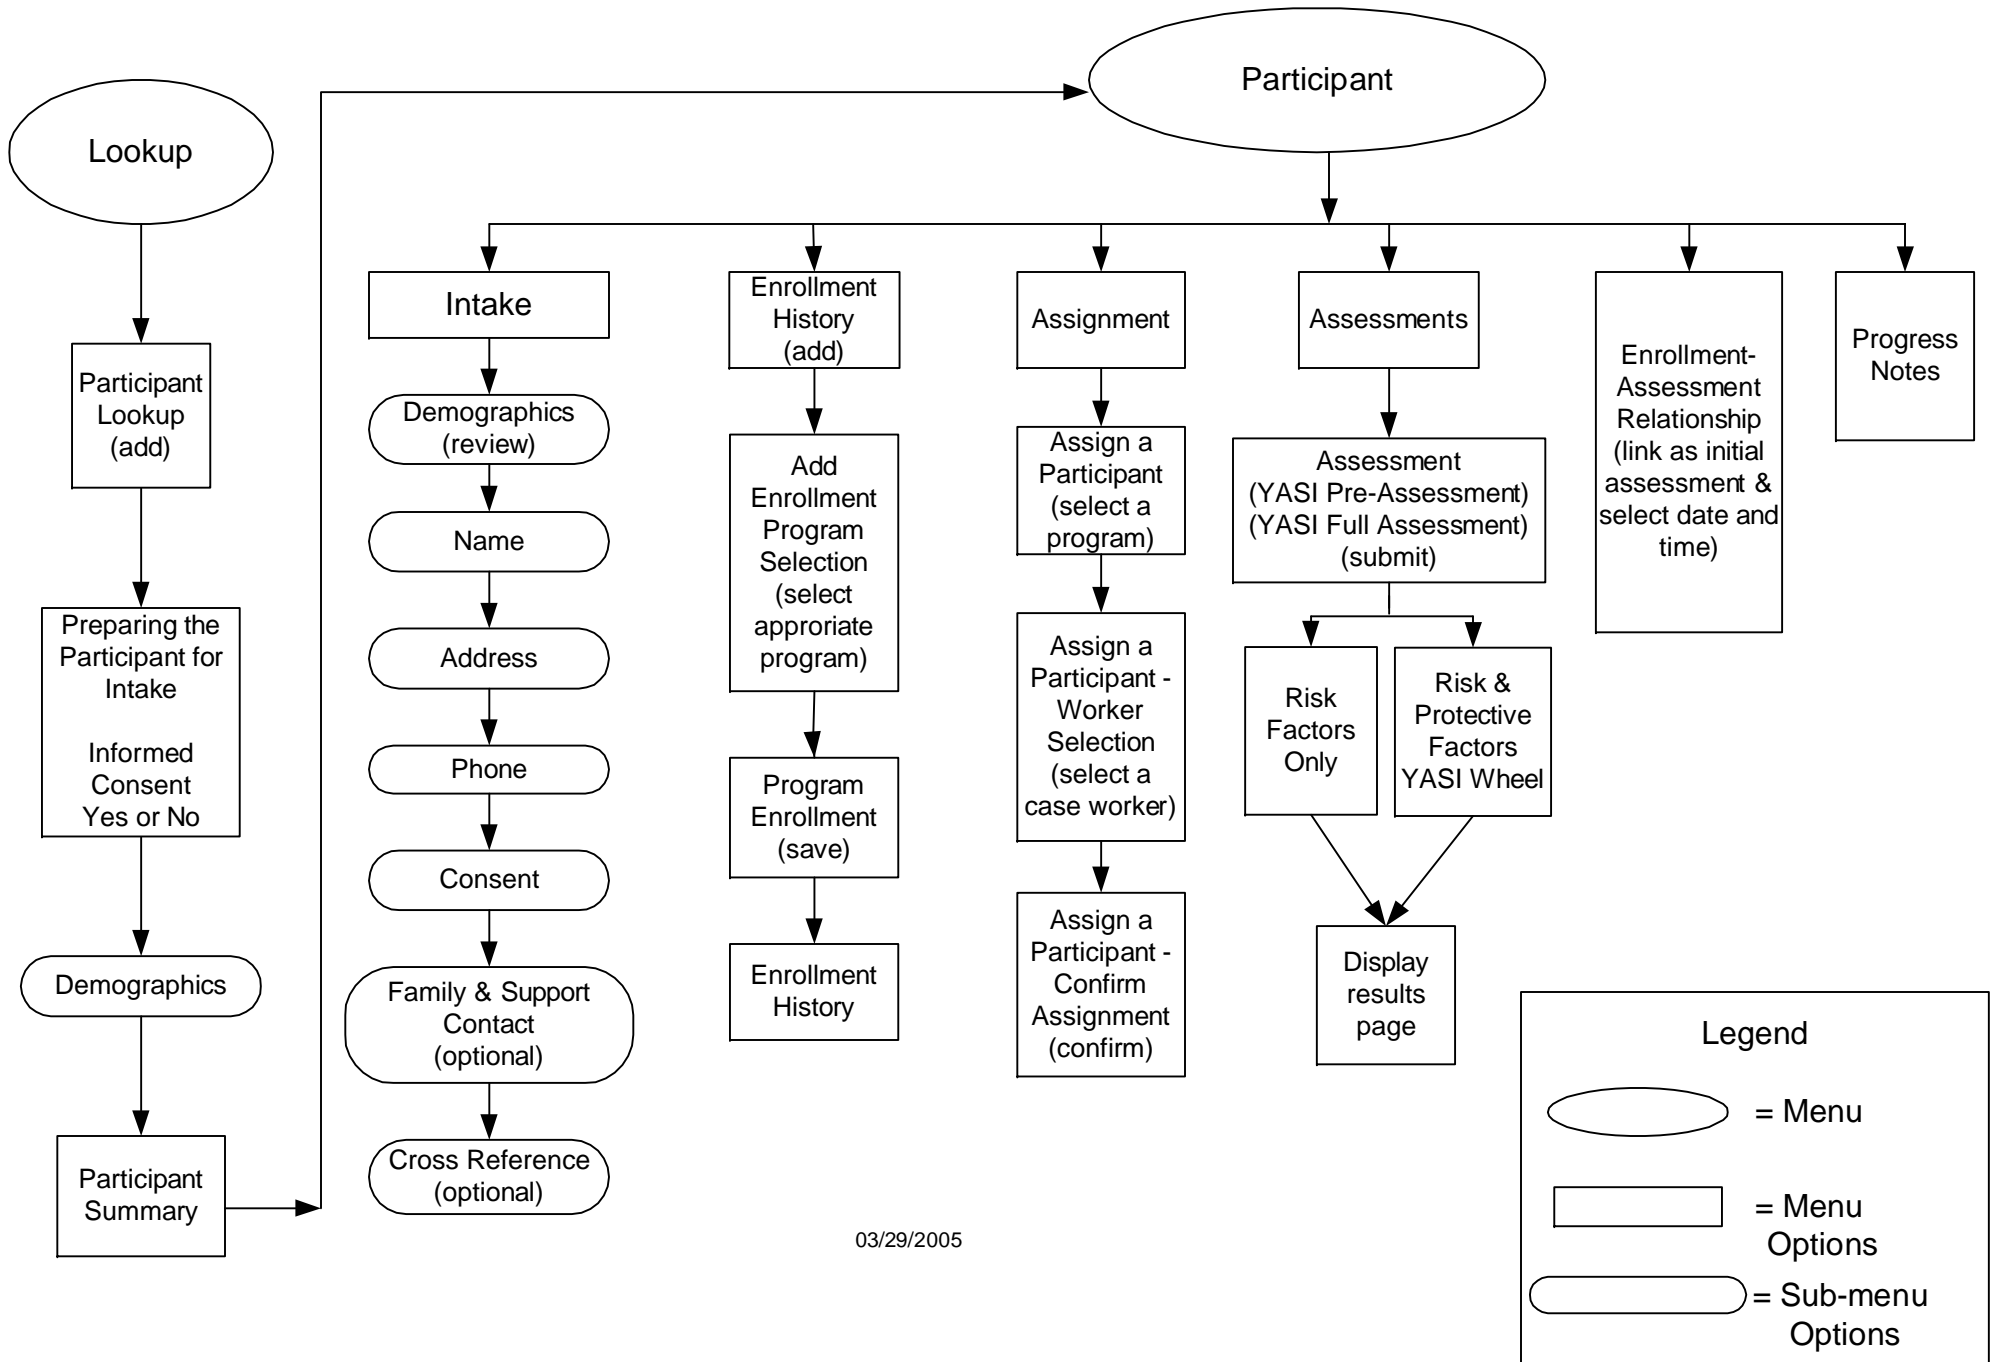 Participant
Lookup
Participant
Lookup
(add)
Preparing the
Participant for
Intake
Informed
Consent
Yes or No
Demographics
Participant
Summary
Intake
Demographics
(review)
Name
Address
Phone
Consent
Family & Support
Contact
(optional)
Cross Reference
(optional)
Enrollment
History
(add)
Add
Enrollment
Program
Selection
(select
approriate
program)
Program
Enrollment
(save)
Enrollment
History
Assignment
Assign a
Participant
(select a
program)
Assign a
Participant -
Worker
Selection
(select a
case worker)
Assign a
Participant -
Confirm
Assignment
(confirm)
Assessments
Assessment
(YASI Pre-Assessment)
(YASI Full Assessment)
(submit)
Risk
Factors
Only
Risk &
Protective
Factors
YASI Wheel
Display
results
page
Enrollment-
Assessment
Relationship
(link as initial
assessment &
select date and
time)
Progress
Notes
03/29/2005
Legend
= Menu
= Menu
Options
= Sub-menu
Options